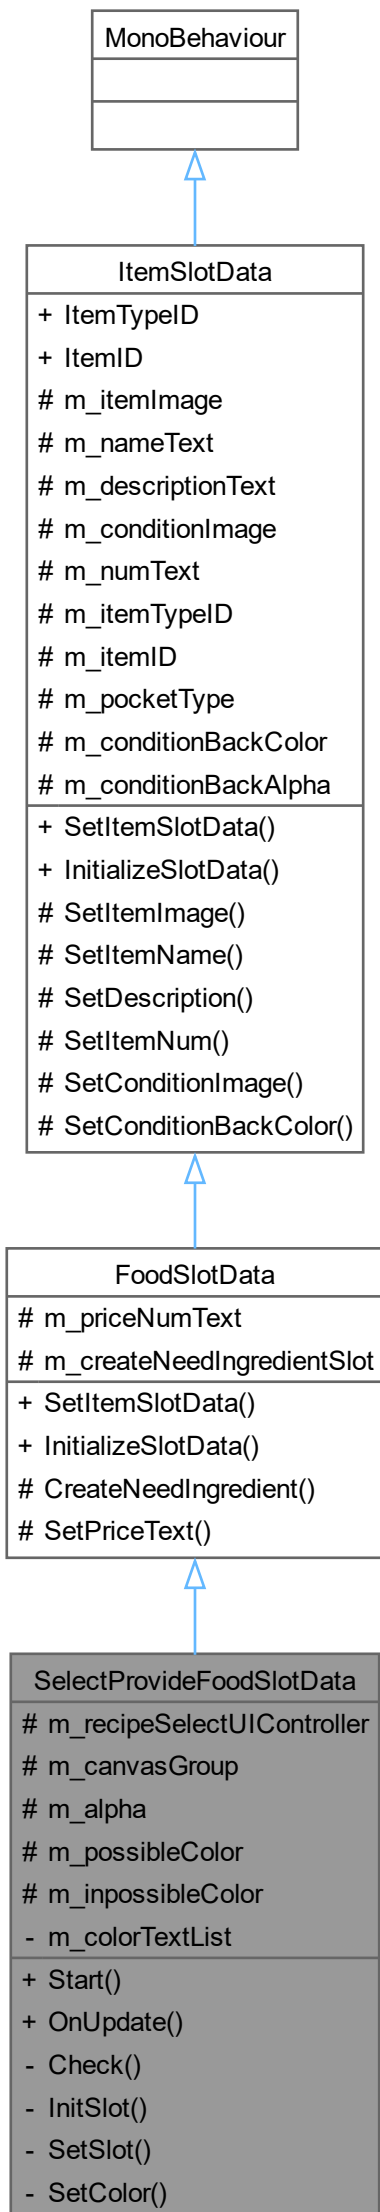 MonoBehaviour
ItemSlotData
+ ItemTypeID
+ ItemID
# m_itemImage
# m_nameText
# m_descriptionText
# m_conditionImage
# m_numText
# m_itemTypeID
# m_itemID
# m_pocketType
# m_conditionBackColor
# m_conditionBackAlpha
+ SetItemSlotData()
+ InitializeSlotData()
# SetItemImage()
# SetItemName()
# SetDescription()
# SetItemNum()
# SetConditionImage()
# SetConditionBackColor()
FoodSlotData
# m_priceNumText
# m_createNeedIngredientSlot
+ SetItemSlotData()
+ InitializeSlotData()
# CreateNeedIngredient()
# SetPriceText()
SelectProvideFoodSlotData
# m_recipeSelectUIController
# m_canvasGroup
# m_alpha
# m_possibleColor
# m_inpossibleColor
- m_colorTextList
+ Start()
+ OnUpdate()
- Check()
- InitSlot()
- SetSlot()
- SetColor()